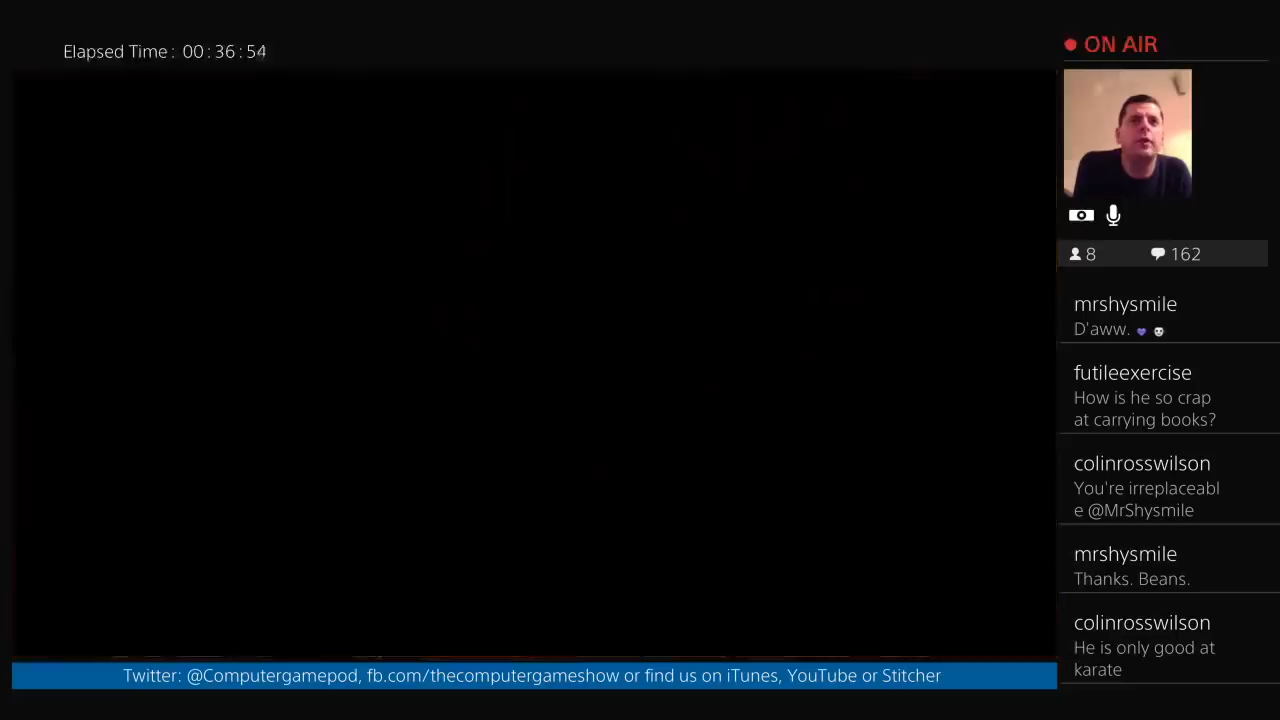 Elapsed Time: 00:36:54
ON AIR
8
162
mrshysmile
D'aww.
futileexercise
How is he so crap
at carrying books?
colinrosswilson
You're irreplaceabl
e @MrShysmile
mrshysmile
Thanks. Beans.
colinrosswilson
He is only good at
karate
Twitter: @Computergamepod, fb.com/thecomputergameshow or find us on iTunes, YouTube or Stitcher